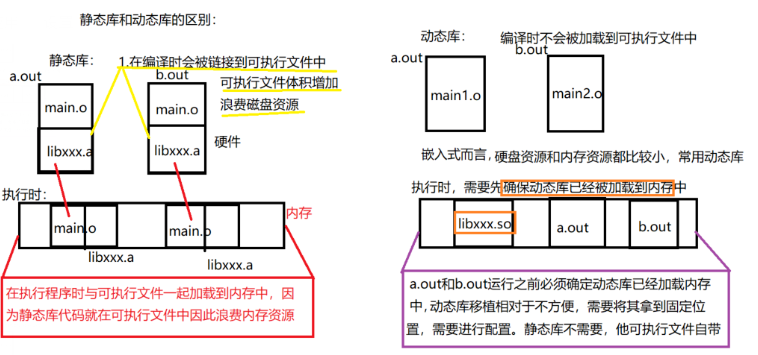 静态库和动态库的区别：
静态库：
1.在编译时会被链接到可执行文件中
a.out
b.out
可执行文件体积增加
浪费磁盘资源
main.o
main.o
硬件
libxxx.a
libxxx.a
执行时：
内存
main.o
main.o
libxxx.a
libxxx.a
在执行程序时与可执行文件一起加载到内存中，因
为静态库代码就在可执行文件中因此浪费内存资源
动态库：
编译时不会被加载到可执行文件中
a.out
b.out
main1.o
main2.o
嵌入式而言，硬盘资源和内存资源都比较小，常用动态库
执行时，需要先确保动态库已经被加载到内存中
libxxx.so
a.out
b.out
a.out和b.out运行之前必须确定动态库已经加载内存
中，动态库移植相对于不方便，需要将其拿到固定位
置，需要进行配置。静态库不需要，他可执行文件自带